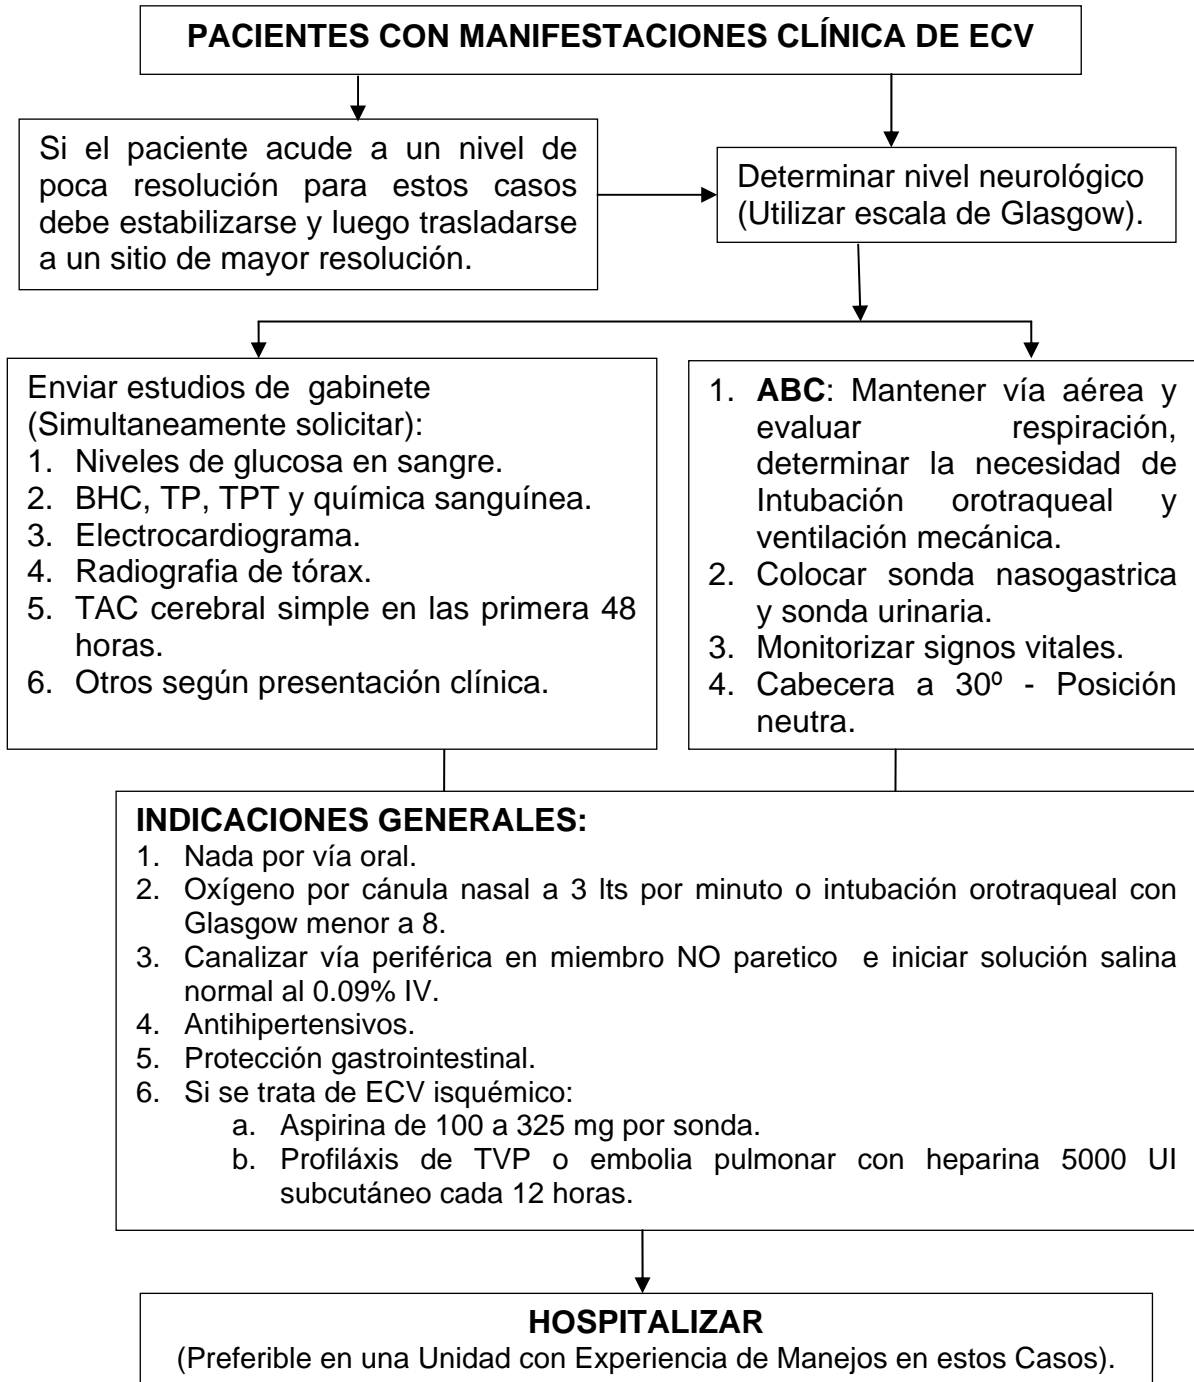 PACIENTES CON MANIFESTACIONES CLÍNICA DE ECV
Si el paciente acude a un nivel de
poca resolución para estos casos
debe estabilizarse y luego trasladarse
a un sitio de mayor resolución.
Determinar nivel neurológico
(Utilizar escala de Glasgow).
Enviar estudios de gabinete
(Simultaneamente solicitar):
1. Niveles de glucosa en sangre.
2. BHC, TP, TPT y química sanguínea.
3. Electrocardiograma.
4. Radiografia de tórax.
5. TAC cerebral simple en las primera 48
horas.
6. Otros según presentación clínica.
1. ABC: Mantener vía aérea y
evaluar respiración,
determinar la necesidad de
Intubación orotraqueal y
ventilación mecánica.
2. Colocar sonda nasogastrica
y sonda urinaria.
3. Monitorizar signos vitales.
4. Cabecera a 30º - Posición
neutra.
INDICACIONES GENERALES:
1. Nada por vía oral.
2. Oxígeno por cánula nasal a 3 lts por minuto o intubación orotraqueal con
Glasgow menor a 8.
3. Canalizar vía periférica en miembro NO paretico e iniciar solución salina
normal al 0.09% IV.
4. Antihipertensivos.
5. Protección gastrointestinal.
6. Si se trata de ECV isquémico:
a. Aspirina de 100 a 325 mg por sonda.
b. Profiláxis de TVP o embolia pulmonar con heparina 5000 UI
subcutáneo cada 12 horas.
HOSPITALIZAR
(Preferible en una Unidad con Experiencia de Manejos en estos Casos).